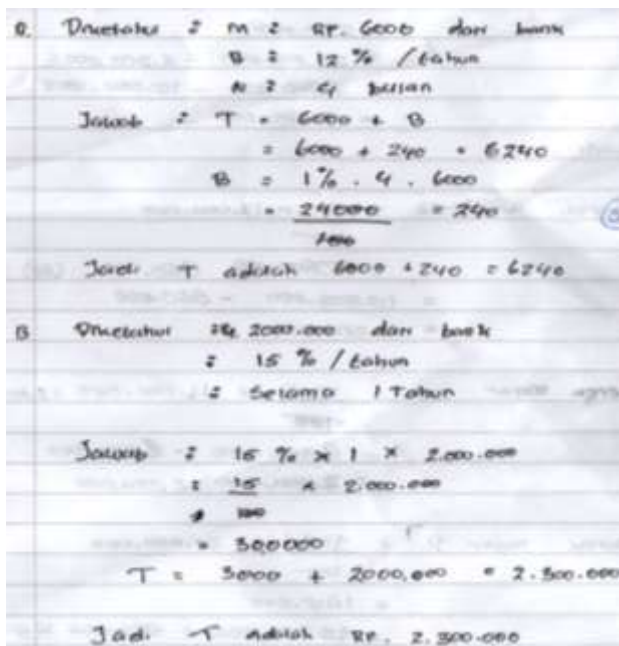 a. Diketahui : M : RP. 6000 dari bank
B : 12 % / tahun
N : 4 bulan
Jawab : T = 6000 + B
= 6000 + 240 = 6240
B = 1% . 4 . 6000
= 24000 = 240
100
Jadi T adalah 6000 + 240 = 6240
B Diketahui : 2000.000 dari bank
: 15 % / tahun
: Selama 1 Tahun
Jawab : 15 % x 1 x 2.000.000
: 15 x 2.000.000
100
= 300000
T = 3000 + 2000.000 = 2.300.000
Jadi T adalah RP. 2.300.000